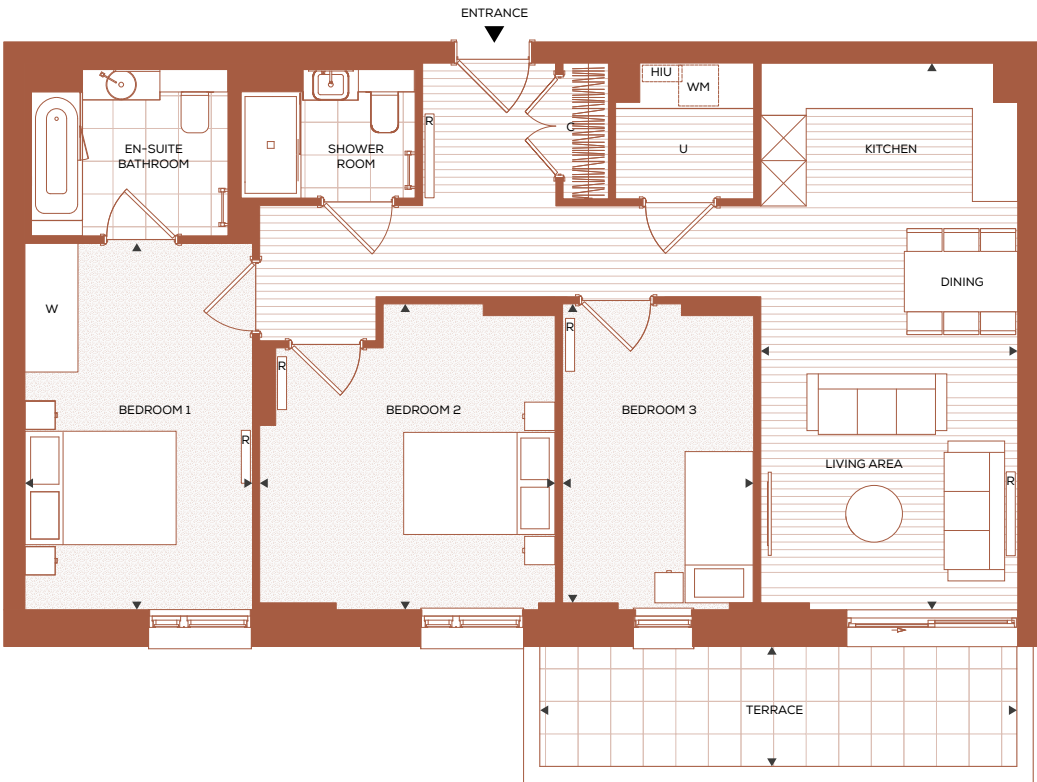 ENTRANCE
HIU
WM
R
C
EN-SUITE
BATHROOM
SHOWER
ROOM
U
KITCHEN
DINING
W
R
R
BEDROOM 1
BEDROOM 2
BEDROOM 3
R
LIVING AREA
R
TERRACE